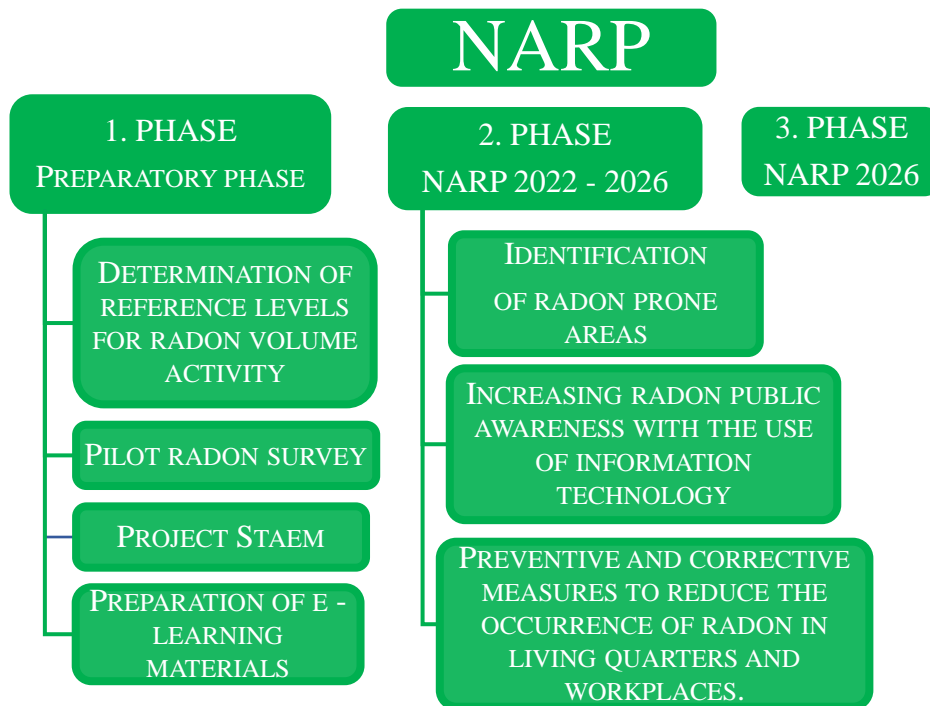 NARP
1. PHASE
PREPARATORY PHASE
DETERMINATION OF
REFERENCE LEVELS
FOR RADON VOLUME
ACTIVITY
PILOT RADON SURVEY
PROJECT STAEM
PREPARATION OF E -
LEARNING
MATERIALS
2. PHASE
NARP 2022 - 2026
IDENTIFICATION
OF RADON PRONE
AREAS
INCREASING RADON PUBLIC
AWARENESS WITH THE USE
OF INFORMATION
TECHNOLOGY
PREVENTIVE AND CORRECTIVE
MEASURES TO REDUCE THE
OCCURRENCE OF RADON IN
LIVING QUARTERS AND
WORKPLACES.
3. PHASE
NARP 2026